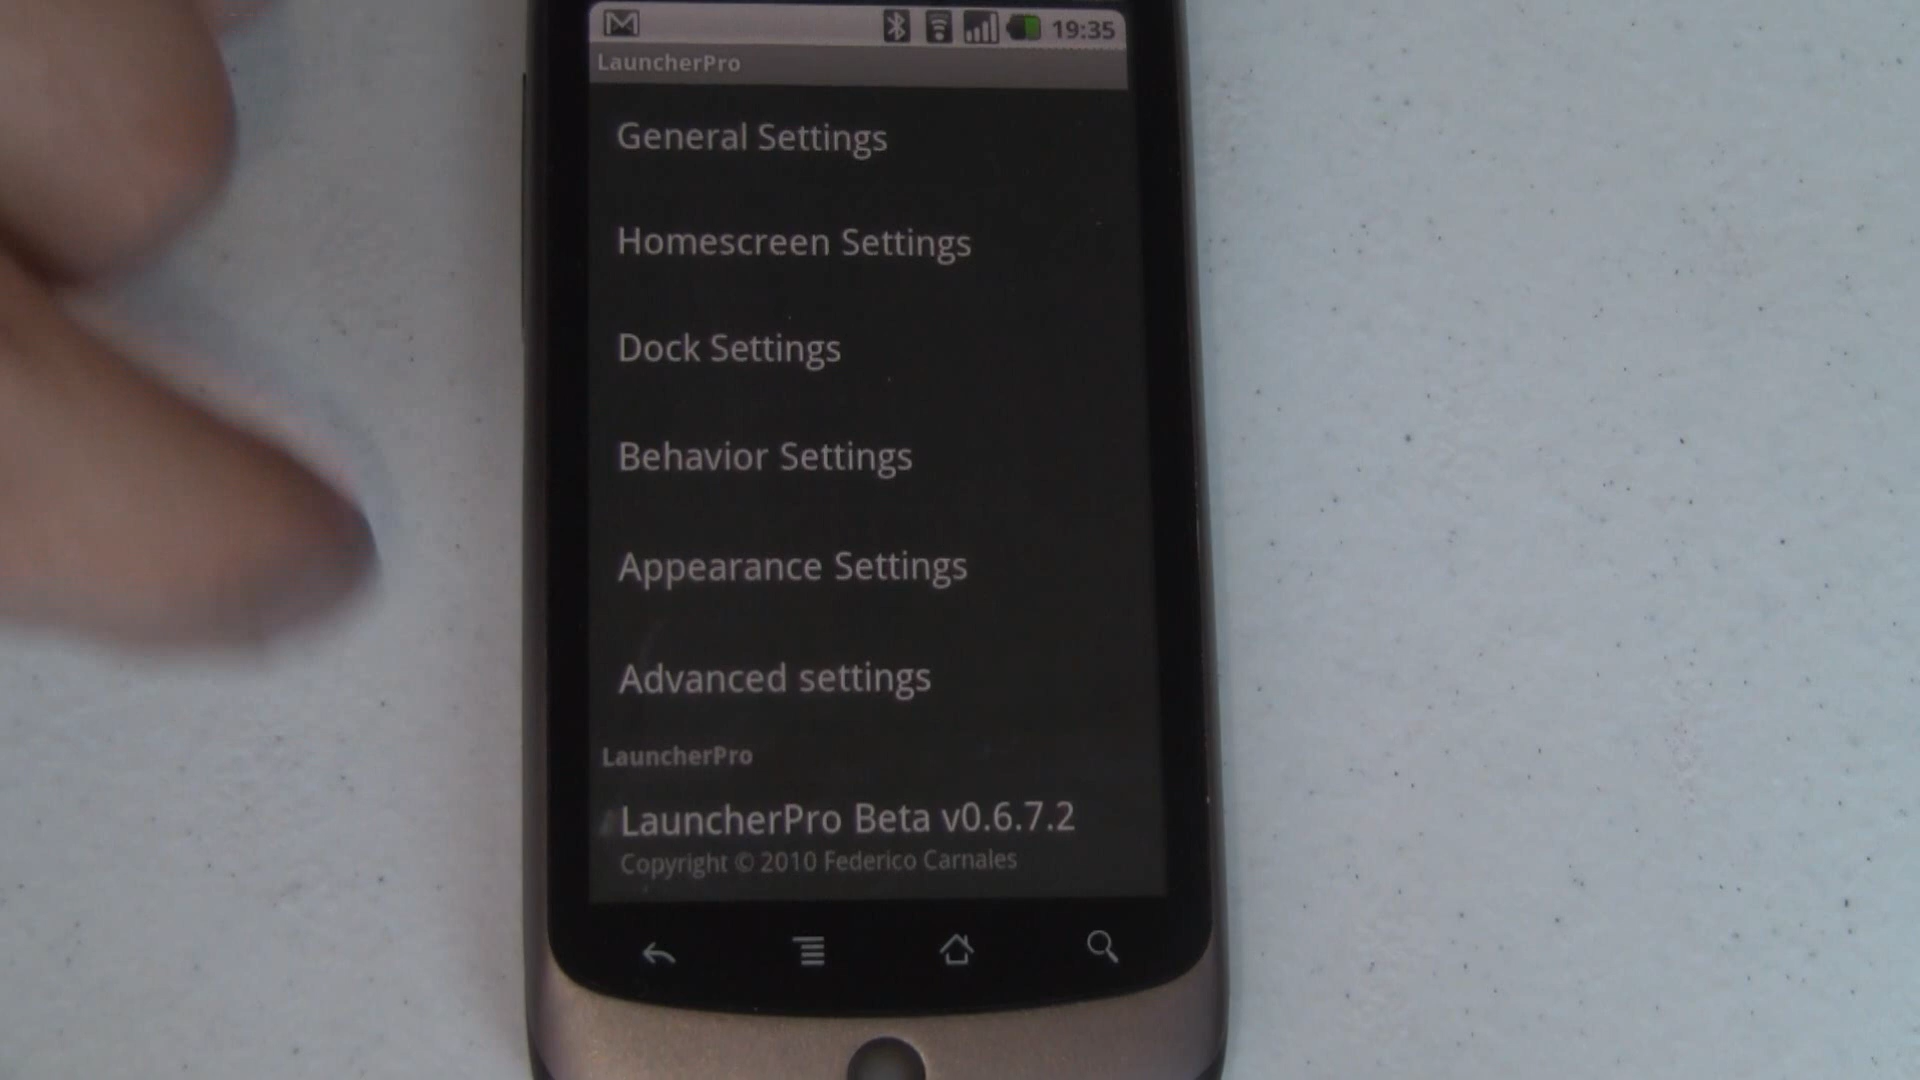 19:35
LauncherPro
General Settings
Homescreen Settings
Dock Settings
Behavior Settings
Appearance Settings
Advanced settings
LauncherPro
LauncherPro Beta v0.6.7.2
Copyright © 2010 Federico Carnales